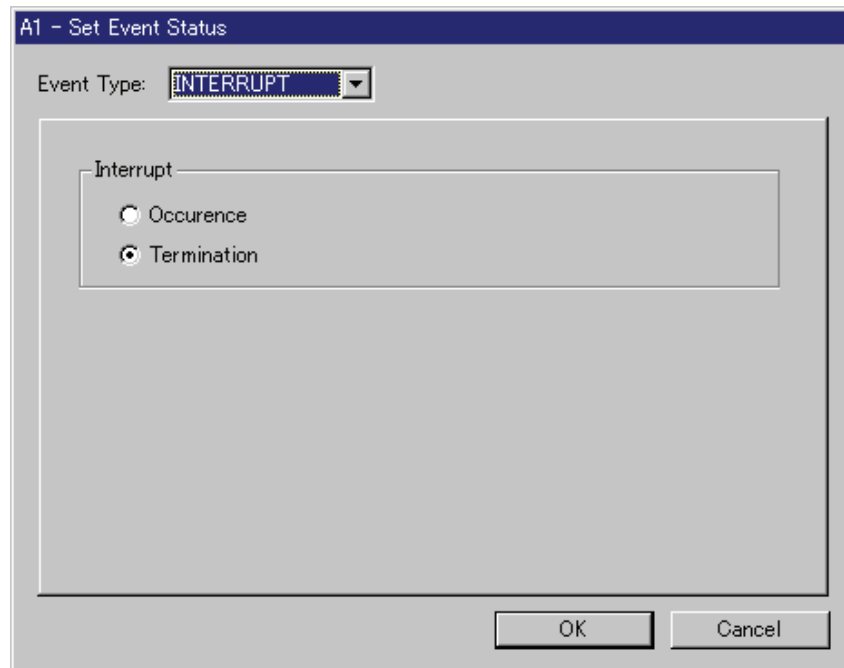 A1 - Set Event Status
Event Type: INTERRUPT
Interrupt
Occurence
Termination
OK Cancel